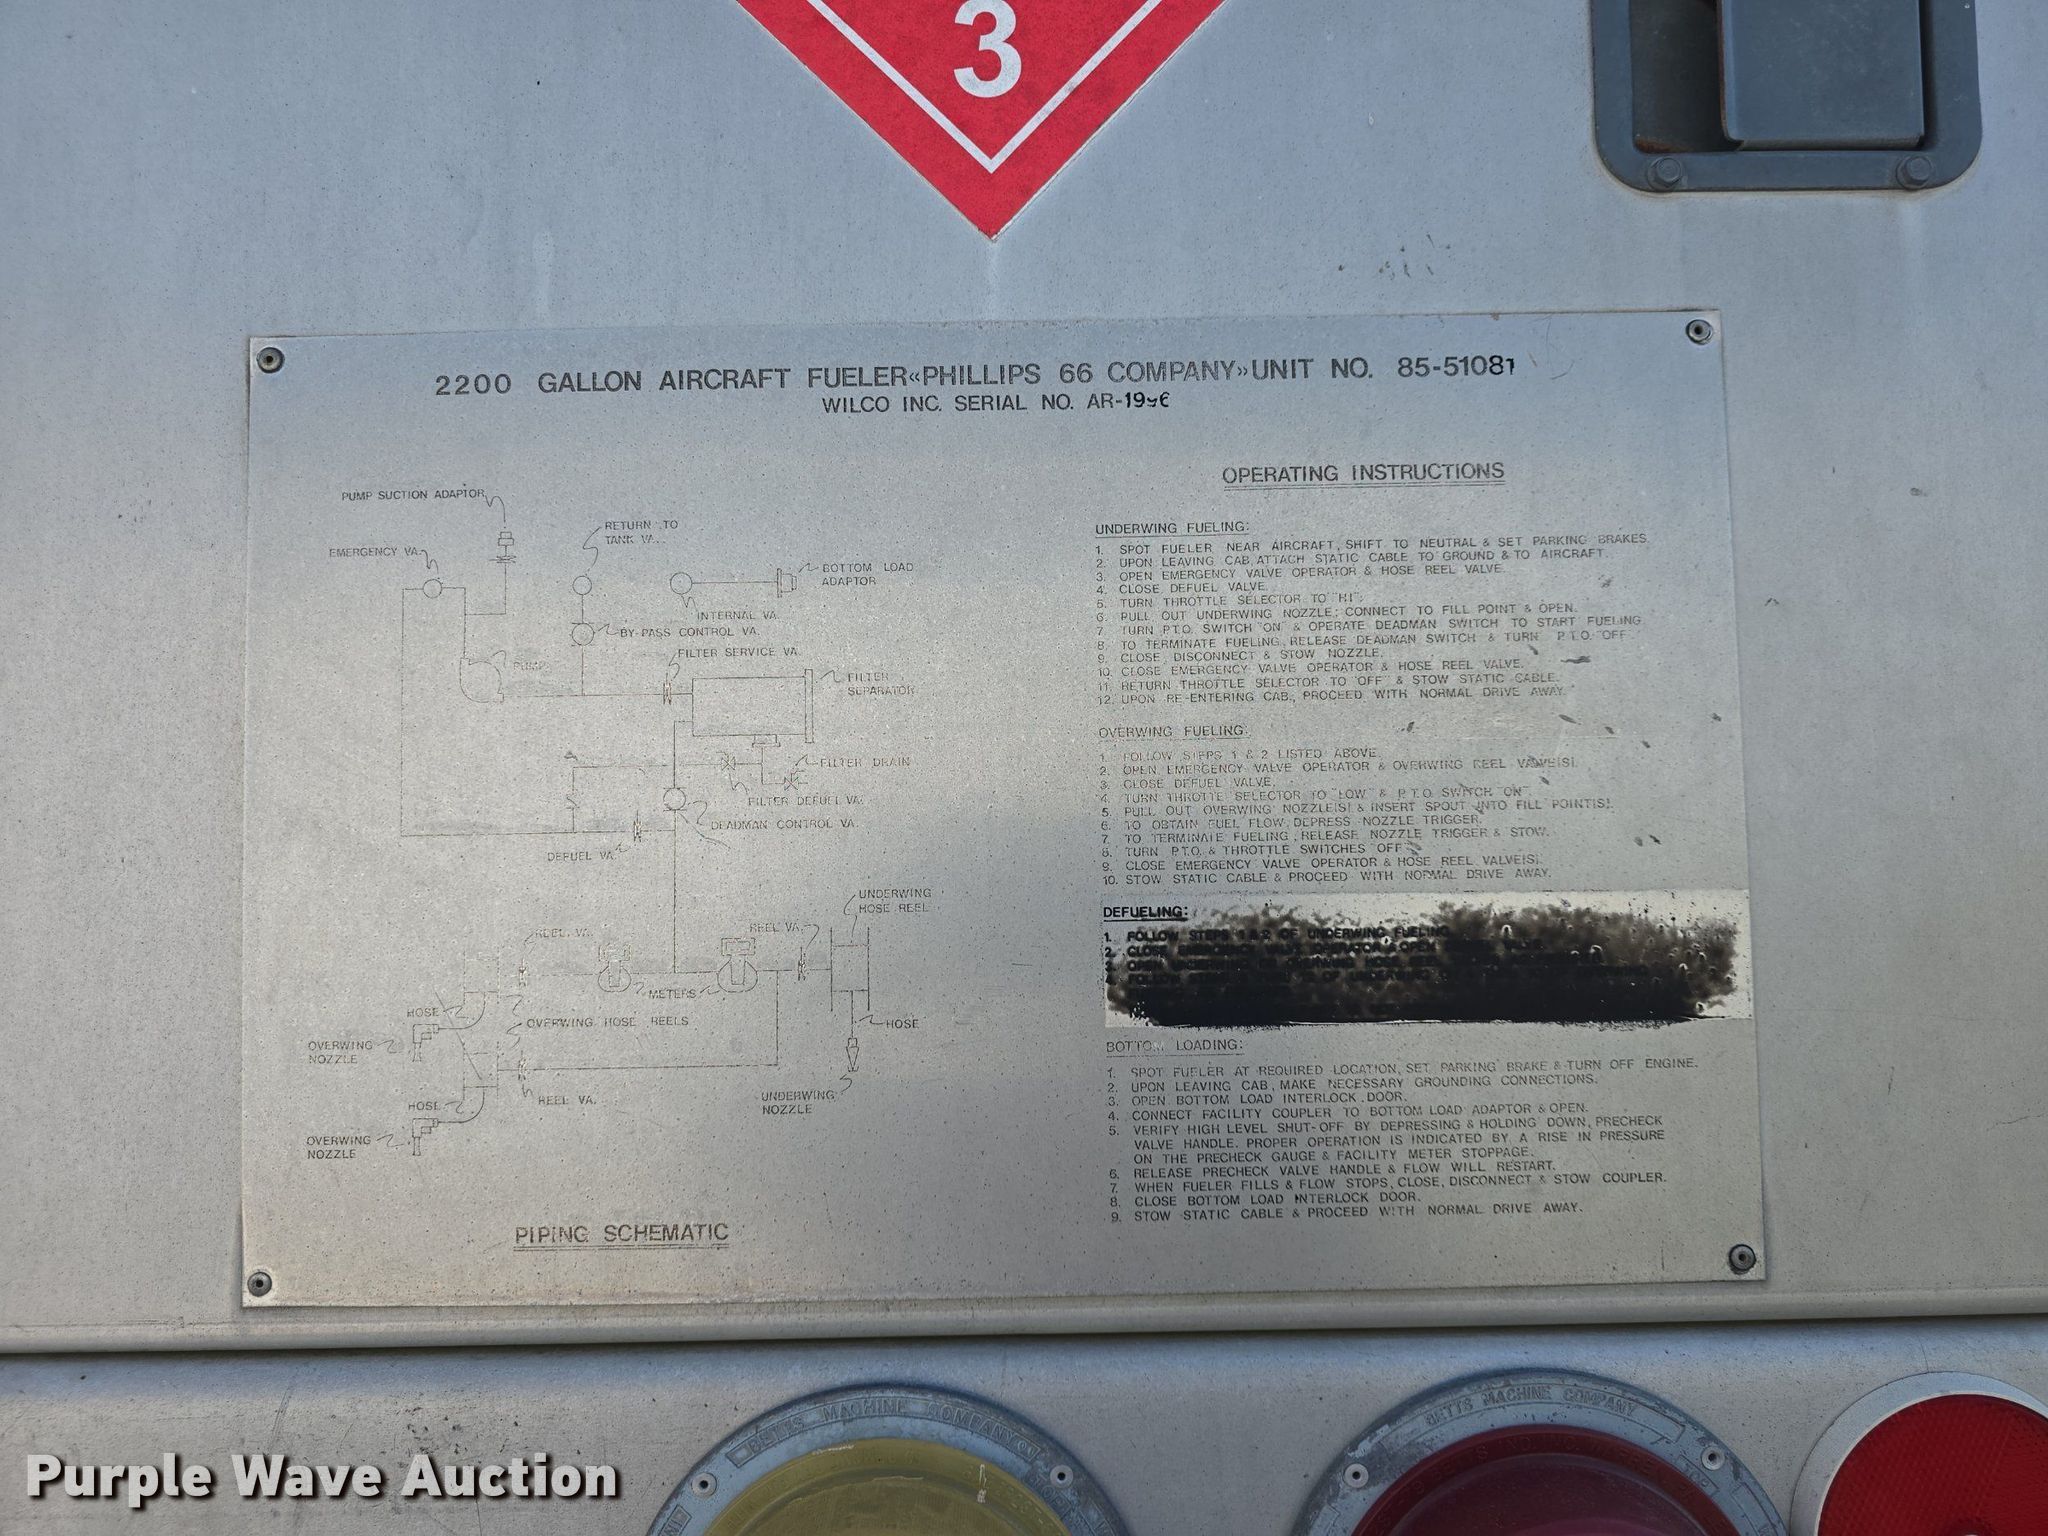 3
2200 GALLON AIRCRAFT FUELER«PHILLIPS 66 COMPANY»UNIT NO. 85-51081
WILCO INC. SERIAL NO.
PUMP SUCTION ADAPTOR
EMERGENCY VA.
RETURN TO
TANK VA.
BOTTOM LOAD
ADAPTOR
INTERNAL VA.
BY-PASS CONTROL VA.
FILTER SERVICE VA.
PUMP
FILTER
SEPARATOR
FILTER DRAIN
FILTER DEFUEL VA.
DEADMAN CONTROL VA.
DEFUEL VA.
UNDERWING
HOSE REEL
REEL VA.
REEL VA.
METERS
HOSE
OVERWING HOSE REELS
HOSE
OVERWING
NOZZLE
REEL VA.
UNDERWING
NOZZLE
HOSE
OVERWING
NOZZLE
PIPING SCHEMATIC
OPERATING INSTRUCTIONS
UNDERWING FUELING:
1. SPOT FUELER NEAR AIRCRAFT, SHIFT TO NEUTRAL & SET PARKING BRAKES.
2. UPON LEAVING CAB, ATTACH STATIC CABLE TO GROUND & TO AIRCRAFT.
3. OPEN EMERGENCY VALVE OPERATOR & HOSE REEL VALVE.
4. CLOSE DEFUEL VALVE.
5. TURN THROTTLE SELECTOR TO "HI".
6. PULL OUT UNDERWING NOZZLE; CONNECT TO FILL POINT & OPEN.
7. TURN P.T.O. SWITCH "ON" & OPERATE DEADMAN SWITCH TO START FUELING.
8. TO TERMINATE FUELING, RELEASE DEADMAN SWITCH & TURN P.T.O. "OFF".
9. CLOSE, DISCONNECT & STOW NOZZLE.
10. CLOSE EMERGENCY VALVE OPERATOR & HOSE REEL VALVE.
11. RETURN THROTTLE SELECTOR TO "OFF" & STOW STATIC CABLE.
12. UPON RE-ENTERING CAB, PROCEED WITH NORMAL DRIVE AWAY.
OVERWING FUELING:
1. FOLLOW STEPS 1 & 2 LISTED ABOVE.
2. OPEN EMERGENCY VALVE OPERATOR & OVERWING REEL VALVE(S).
3. CLOSE DEFUEL VALVE.
4. TURN THROTTE SELECTOR TO "LOW" & P.T.O. SWITCH "ON".
5. PULL OUT OVERWING NOZZLE(S) & INSERT SPOUT INTO FILL POINT(S).
6. TO OBTAIN FUEL FLOW, DEPRESS NOZZLE TRIGGER.
7. TO TERMINATE FUELING, RELEASE NOZZLE TRIGGER & STOW.
8. TURN P.T.O. & THROTTLE SWITCHES "OFF".
9. CLOSE EMERGENCY VALVE OPERATOR & HOSE REEL VALVE(S).
10. STOW STATIC CABLE & PROCEED WITH NORMAL DRIVE AWAY.
DEFUELING:
1. FOLLOW STEPS 1 & 2 OF UNDERWING FUELING
2. CLOSE VALVE OPERATOR & OPEN
OPEN
FOLLOW OF UNDERWING
BOTTOM LOADING:
1. SPOT FUELER AT REQUIRED LOCATION, SET PARKING BRAKE & TURN OFF ENGINE.
2. UPON LEAVING CAB, MAKE NECESSARY GROUNDING CONNECTIONS.
3. OPEN BOTTOM LOAD INTERLOCK DOOR.
4. CONNECT FACILITY COUPLER TO BOTTOM LOAD ADAPTOR & OPEN.
5. VERIFY HIGH LEVEL SHUT-OFF BY DEPRESSING & HOLDING DOWN, PRECHECK
VALVE HANDLE. PROPER OPERATION IS INDICATED BY A RISE IN PRESSURE
ON THE PRECHECK GAUGE & FACILITY METER STOPPAGE.
6. RELEASE PRECHECK VALVE HANDLE & FLOW WILL RESTART.
7. WHEN FUELER FILLS & FLOW STOPS, CLOSE, DISCONNECT & STOW COUPLER.
8. CLOSE BOTTOM LOAD INTERLOCK DOOR.
9. STOW STATIC CABLE & PROCEED WITH NORMAL DRIVE AWAY.
BETTS MACHINE COMPANY
BETTS MACHINE COMPANY
Purple Wave Auction